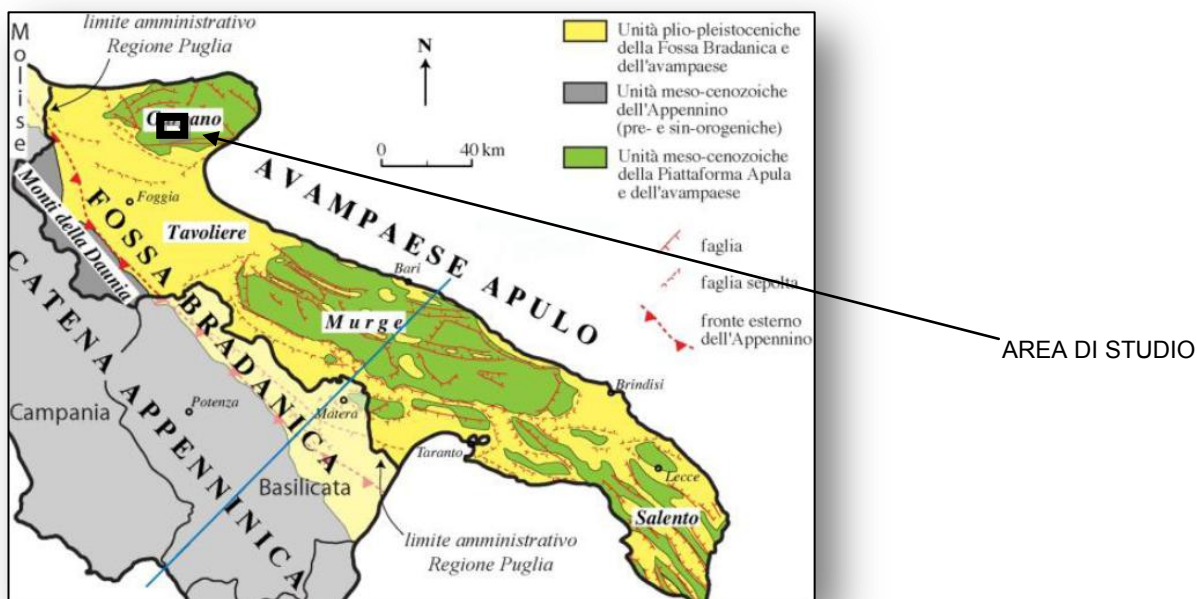 limite amministrativo
Regione Puglia
Molise
N
0 40 km
Gargano
Unità plio-pleistoceniche
della Fossa Bradanica e
dell'avampaese
Unità meso-cenozoiche
dell'Appennino
(pre- e sin-orogeniche)
Unità meso-cenozoiche
della Piattaforma Apula
e dell'avampaese
faglia
faglia sepolta
fronte esterno
dell'Appennino
AREA DI STUDIO
Monti della Daunia
Foggia
Tavoliere
AVAMPAESE APULO
FOSSA BRADANICA
CATENA APPENNINICA
Bari
Murge
Brindisi
Campania
Potenza
Matera
Taranto
Basilicata
Lecce
Salento
limite amministrativo
Regione Puglia